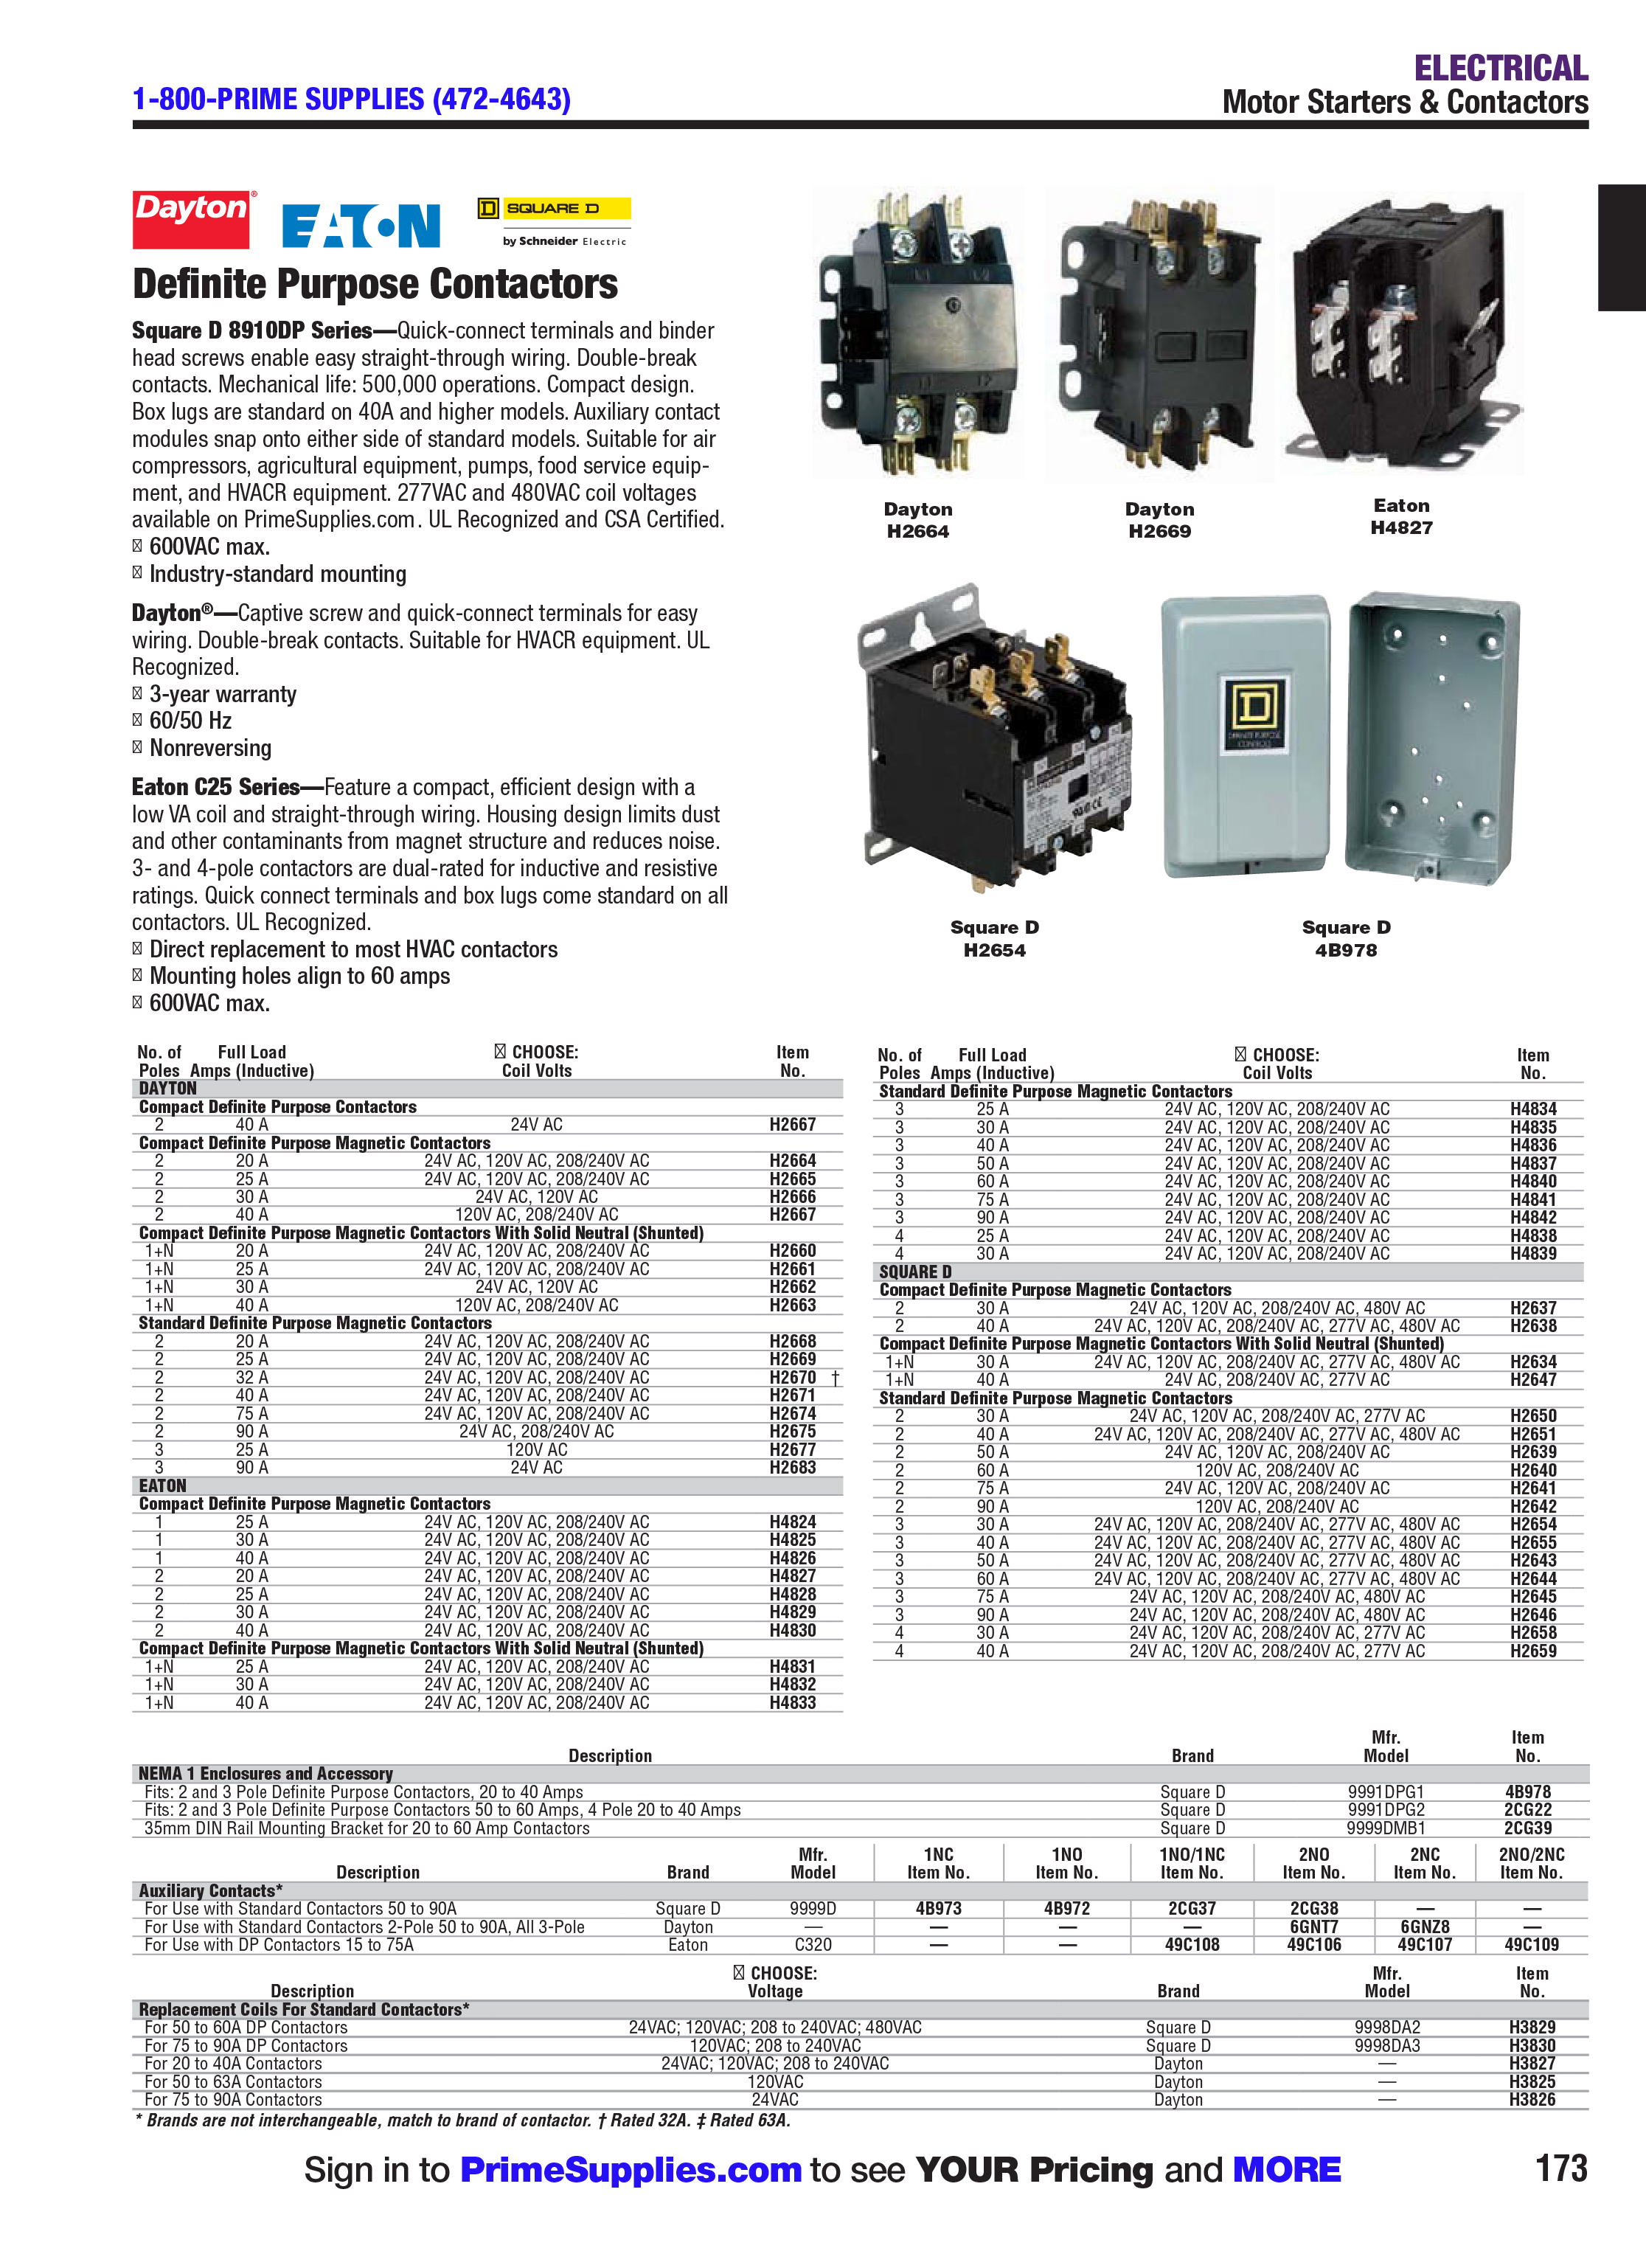 ELECTRICAL
1-800-PRIME SUPPLIES (472-4643)
Motor Starters & Contactors
Dayton®
EATON
D SQUARE D
by Schneider Electric
Definite Purpose Contactors
Square D 8910DP Series—Quick-connect terminals and binder
head screws enable easy straight-through wiring. Double-break
contacts. Mechanical life: 500,000 operations. Compact design.
Box lugs are standard on 40A and higher models. Auxiliary contact
modules snap onto either side of standard models. Suitable for air
compressors, agricultural equipment, pumps, food service equip-
ment, and HVACR equipment. 277VAC and 480VAC coil voltages
available on PrimeSupplies.com. UL Recognized and CSA Certified.
600VAC max.
Industry-standard mounting
Dayton®—Captive screw and quick-connect terminals for easy
wiring. Double-break contacts. Suitable for HVACR equipment. UL
Recognized.
3-year warranty
60/50 Hz
Nonreversing
Eaton C25 Series—Feature a compact, efficient design with a
low VA coil and straight-through wiring. Housing design limits dust
and other contaminants from magnet structure and reduces noise.
3- and 4-pole contactors are dual-rated for inductive and resistive
ratings. Quick connect terminals and box lugs come standard on all
contactors. UL Recognized.
Direct replacement to most HVAC contactors
Mounting holes align to 60 amps
600VAC max.
Dayton
H2664
Dayton
H2669
Eaton
H4827
Square D
H2654
D
DEFINITE PURPOSE
CONTROLS
Square D
4B978
No. of Full Load CHOOSE: Item
Poles Amps (Inductive) Coil Volts No.
DAYTON
Compact Definite Purpose Contactors
2 40 A 24V AC H2667
Compact Definite Purpose Magnetic Contactors
2 20 A 24V AC, 120V AC, 208/240V AC H2664
2 25 A 24V AC, 120V AC, 208/240V AC H2665
2 30 A 24V AC, 120V AC H2666
2 40 A 120V AC, 208/240V AC H2667
Compact Definite Purpose Magnetic Contactors With Solid Neutral (Shunted)
1+N 20 A 24V AC, 120V AC, 208/240V AC H2660
1+N 25 A 24V AC, 120V AC, 208/240V AC H2661
1+N 30 A 24V AC, 120V AC H2662
1+N 40 A 120V AC, 208/240V AC H2663
Standard Definite Purpose Magnetic Contactors
2 20 A 24V AC, 120V AC, 208/240V AC H2668
2 25 A 24V AC, 120V AC, 208/240V AC H2669
2 32 A 24V AC, 120V AC, 208/240V AC H2670 †
2 40 A 24V AC, 120V AC, 208/240V AC H2671
2 75 A 24V AC, 120V AC, 208/240V AC H2674
2 90 A 24V AC, 208/240V AC H2675
3 25 A 120V AC H2677
3 90 A 24V AC H2683
EATON
Compact Definite Purpose Magnetic Contactors
1 25 A 24V AC, 120V AC, 208/240V AC H4824
1 30 A 24V AC, 120V AC, 208/240V AC H4825
1 40 A 24V AC, 120V AC, 208/240V AC H4826
2 20 A 24V AC, 120V AC, 208/240V AC H4827
2 25 A 24V AC, 120V AC, 208/240V AC H4828
2 30 A 24V AC, 120V AC, 208/240V AC H4829
2 40 A 24V AC, 120V AC, 208/240V AC H4830
Compact Definite Purpose Magnetic Contactors With Solid Neutral (Shunted)
1+N 25 A 24V AC, 120V AC, 208/240V AC H4831
1+N 30 A 24V AC, 120V AC, 208/240V AC H4832
1+N 40 A 24V AC, 120V AC, 208/240V AC H4833
No. of Full Load CHOOSE: Item
Poles Amps (Inductive) Coil Volts No.
Standard Definite Purpose Magnetic Contactors
3 25 A 24V AC, 120V AC, 208/240V AC H4834
3 30 A 24V AC, 120V AC, 208/240V AC H4835
3 40 A 24V AC, 120V AC, 208/240V AC H4836
3 50 A 24V AC, 120V AC, 208/240V AC H4837
3 60 A 24V AC, 120V AC, 208/240V AC H4840
3 75 A 24V AC, 120V AC, 208/240V AC H4841
3 90 A 24V AC, 120V AC, 208/240V AC H4842
4 25 A 24V AC, 120V AC, 208/240V AC H4838
4 30 A 24V AC, 120V AC, 208/240V AC H4839
SQUARE D
Compact Definite Purpose Magnetic Contactors
2 30 A 24V AC, 120V AC, 208/240V AC, 480V AC H2637
2 40 A 24V AC, 120V AC, 208/240V AC, 277V AC, 480V AC H2638
Compact Definite Purpose Magnetic Contactors With Solid Neutral (Shunted)
1+N 30 A 24V AC, 120V AC, 208/240V AC, 277V AC, 480V AC H2634
1+N 40 A 24V AC, 208/240V AC, 277V AC H2647
Standard Definite Purpose Magnetic Contactors
2 30 A 24V AC, 120V AC, 208/240V AC, 277V AC H2650
2 40 A 24V AC, 120V AC, 208/240V AC, 277V AC, 480V AC H2651
2 50 A 24V AC, 120V AC, 208/240V AC H2639
2 60 A 120V AC, 208/240V AC H2640
2 75 A 24V AC, 120V AC, 208/240V AC H2641
2 90 A 120V AC, 208/240V AC H2642
3 30 A 24V AC, 120V AC, 208/240V AC, 277V AC, 480V AC H2654
3 40 A 24V AC, 120V AC, 208/240V AC, 277V AC, 480V AC H2655
3 50 A 24V AC, 120V AC, 208/240V AC, 277V AC, 480V AC H2643
3 60 A 24V AC, 120V AC, 208/240V AC, 277V AC, 480V AC H2644
3 75 A 24V AC, 120V AC, 208/240V AC, 480V AC H2645
3 90 A 24V AC, 120V AC, 208/240V AC, 480V AC H2646
4 30 A 24V AC, 120V AC, 208/240V AC, 277V AC H2658
4 40 A 24V AC, 120V AC, 208/240V AC, 277V AC H2659
Mfr. Item
Description Brand Model No.
NEMA 1 Enclosures and Accessory
Fits: 2 and 3 Pole Definite Purpose Contactors, 20 to 40 Amps Square D 9991DPG1 4B978
Fits: 2 and 3 Pole Definite Purpose Contactors 50 to 60 Amps, 4 Pole 20 to 40 Amps Square D 9991DPG2 2CG22
35mm DIN Rail Mounting Bracket for 20 to 60 Amp Contactors Square D 9999DMB1 2CG39
Mfr. 1NC 1NO 1NO/1NC 2NO 2NC 2NO/2NC
Description Brand Model Item No. Item No. Item No. Item No. Item No. Item No.
Auxiliary Contacts*
For Use with Standard Contactors 50 to 90A Square D 9999D 4B973 4B972 2CG37 2CG38 — —
For Use with Standard Contactors 2-Pole 50 to 90A, All 3-Pole Dayton — — — — 6GNT7 6GNZ8 —
For Use with DP Contactors 15 to 75A Eaton C320 — — 49C108 49C106 49C107 49C109
CHOOSE: Mfr. Item
Description Voltage Brand Model No.
Replacement Coils For Standard Contactors*
For 50 to 60A DP Contactors 24VAC; 120VAC; 208 to 240VAC; 480VAC Square D 9998DA2 H3829
For 75 to 90A DP Contactors 120VAC; 208 to 240VAC Square D 9998DA3 H3830
For 20 to 40A Contactors 24VAC; 120VAC; 208 to 240VAC Dayton — H3827
For 50 to 63A Contactors 120VAC Dayton — H3825
For 75 to 90A Contactors 24VAC Dayton — H3826
* Brands are not interchangeable, match to brand of contactor. † Rated 32A. ‡ Rated 63A.
Sign in to PrimeSupplies.com to see YOUR Pricing and MORE
173